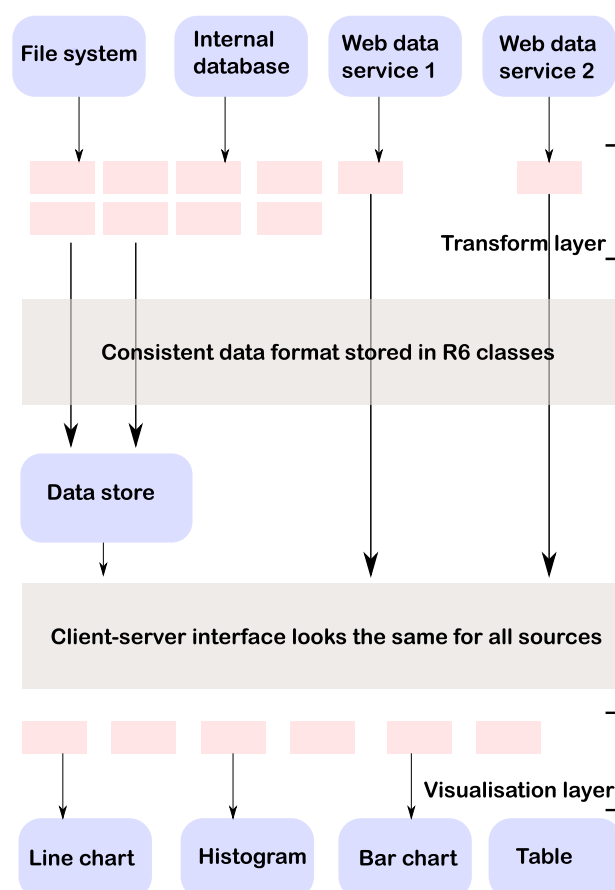 File system
Internal
database
Web data
service 1
Web data
service 2
Transform layer
Consistent data format stored in R6 classes
Data store
Client-server interface looks the same for all sources
Visualisation layer
Line chart
Histogram
Bar chart
Table